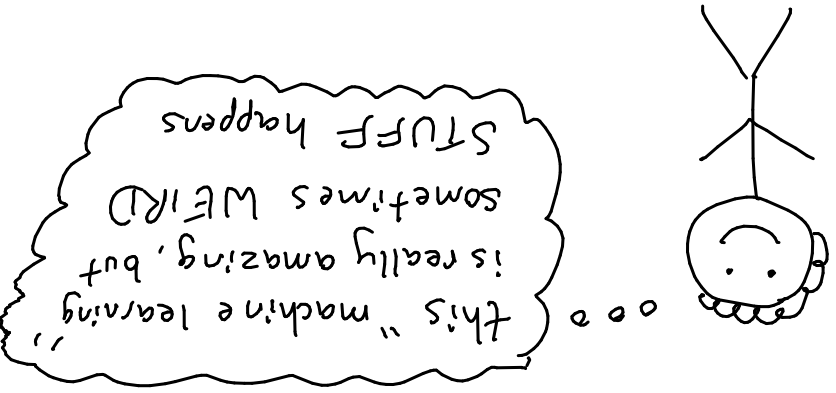 this "machine learning"
is really amazing, but
sometimes WEIRD
STUFF happens